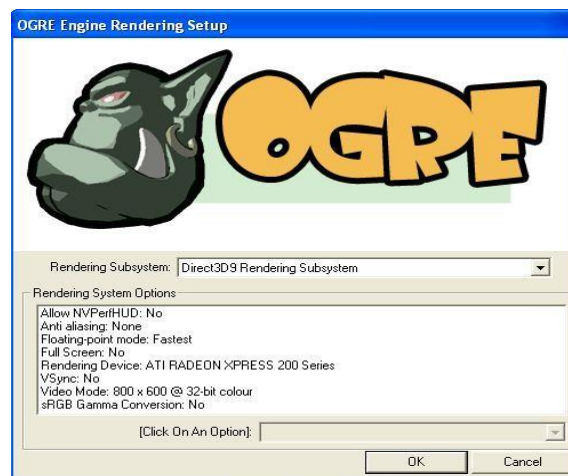 OGRE Engine Rendering Setup
OGRE
Rendering Subsystem: Direct3D9 Rendering Subsystem
Rendering System Options
Allow NVPerfHUD: No
Anti aliasing: None
Floating-point mode: Fastest
Full Screen: No
Rendering Device: ATI RADEON XPRESS 200 Series
VSync: No
Video Mode: 800 x 600 @ 32-bit colour
sRGB Gamma Conversion: No
[Click On An Option]:
OK Cancel